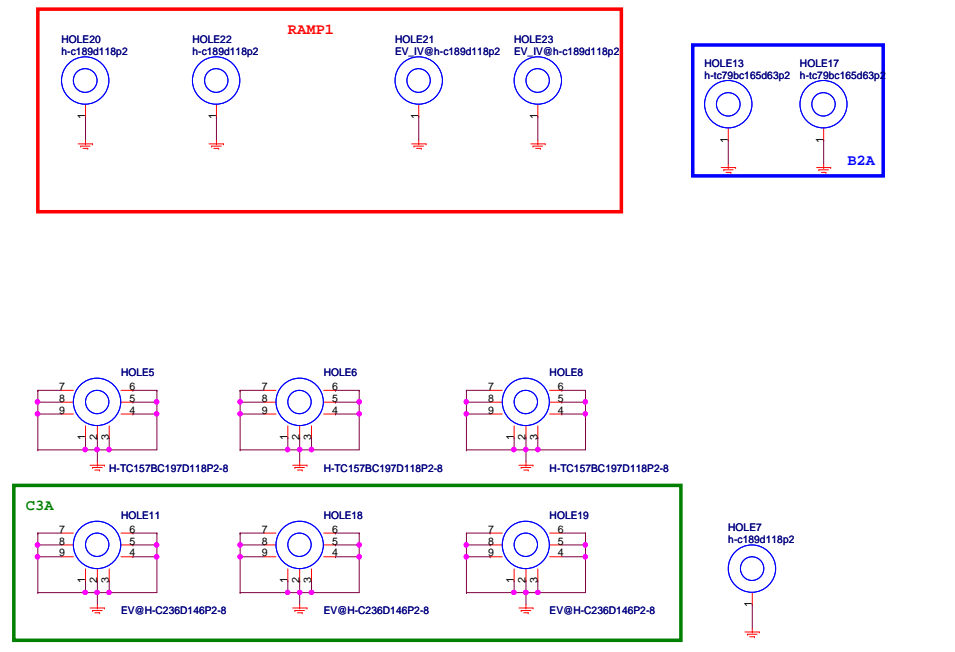 RAMP1
HOLE20
h-c189d118p2
1
HOLE22
h-c189d118p2
1
HOLE21
EV_IV@h-c189d118p2
1
HOLE23
EV_IV@h-c189d118p2
1
HOLE13
h-tc79bc165d63p2
1
HOLE17
h-tc79bc165d63p2
1
B2A
HOLE5
7 6
8 5
9 4
1 2 3
H-TC157BC197D118P2-8
HOLE6
7 6
8 5
9 4
1 2 3
H-TC157BC197D118P2-8
HOLE8
7 6
8 5
9 4
1 2 3
H-TC157BC197D118P2-8
C3A
HOLE11
7 6
8 5
9 4
1 2 3
EV@H-C236D146P2-8
HOLE18
7 6
8 5
9 4
1 2 3
EV@H-C236D146P2-8
HOLE19
7 6
8 5
9 4
1 2 3
EV@H-C236D146P2-8
HOLE7
h-c189d118p2
1